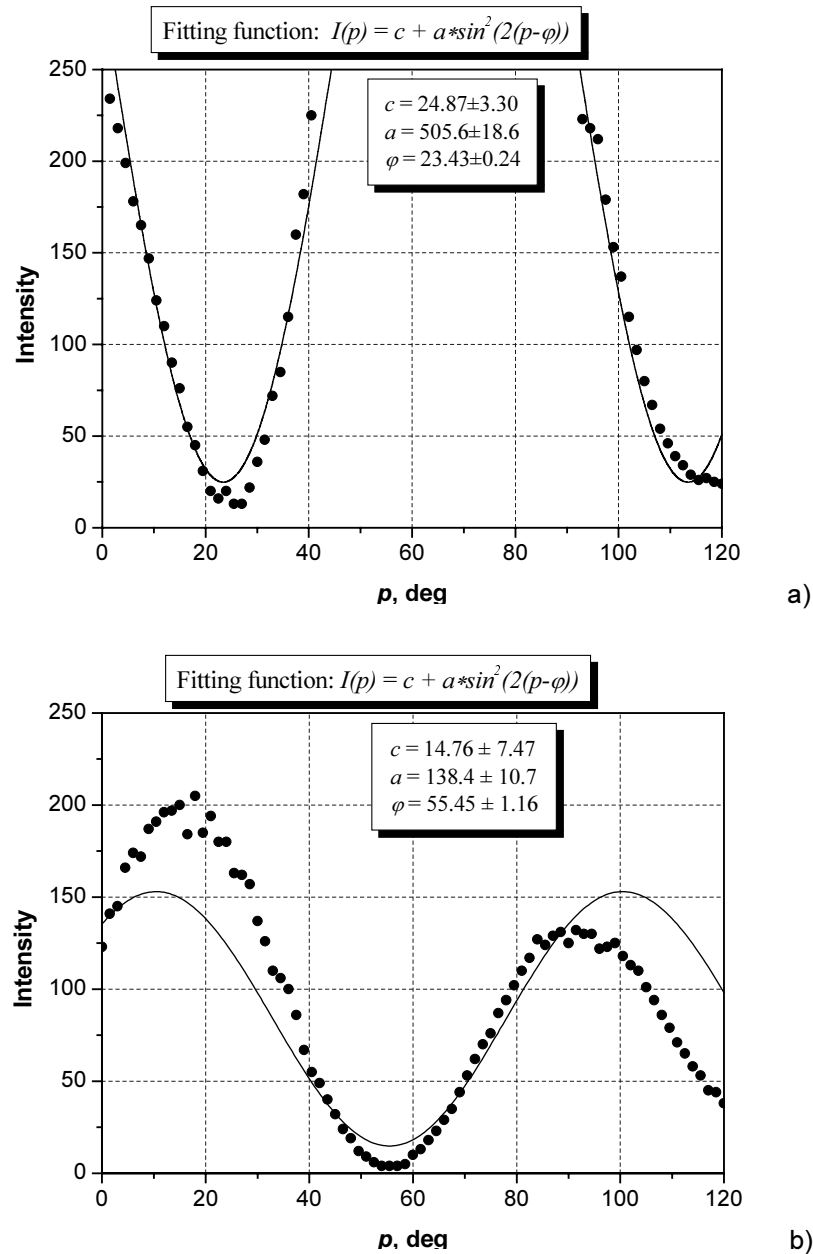 Fitting function: I(p) = c + a*sin²(2(p-φ))
250
200
150
100
50
0
Intensity
c = 24.87±3.30
a = 505.6±18.6
φ = 23.43±0.24
0 20 40 60 80 100 120
p, deg
a)
Fitting function: I(p) = c + a*sin²(2(p-φ))
250
200
150
100
50
0
Intensity
c = 14.76 ± 7.47
a = 138.4 ± 10.7
φ = 55.45 ± 1.16
0 20 40 60 80 100 120
p, deg
b)